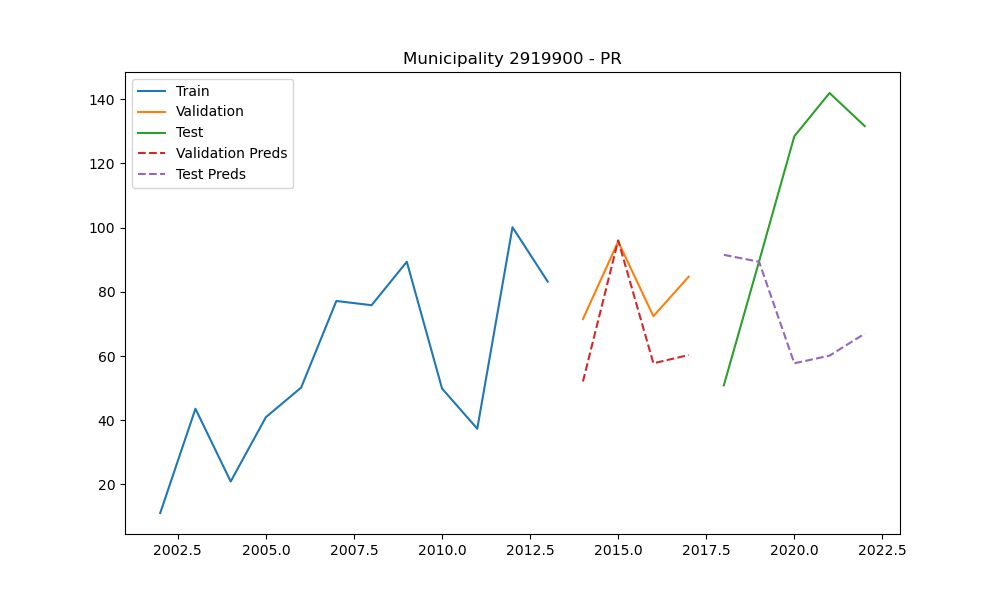 Municipality 2919900 - PR
Train
Validation
Test
Validation Preds
Test Preds
140
120
100
80
60
40
20
2002.5 2005.0 2007.5 2010.0 2012.5 2015.0 2017.5 2020.0 2022.5